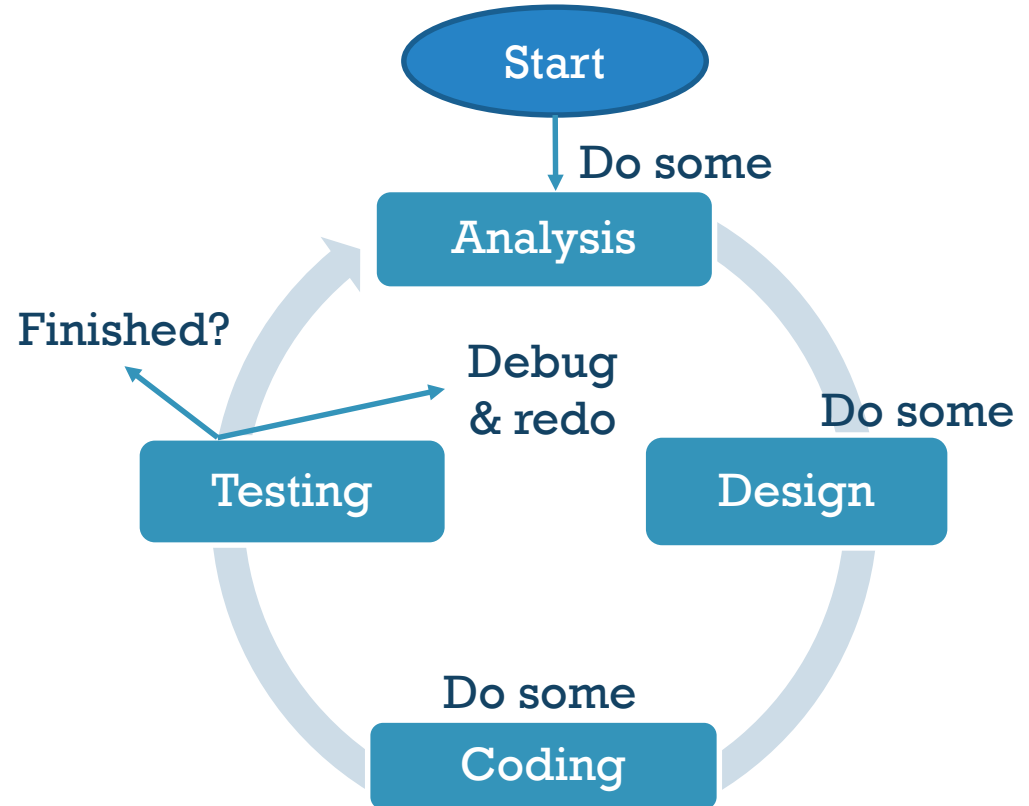 Start
Do some
Analysis
Finished?
Debug
& redo
Do some
Testing
Design
Do some
Coding